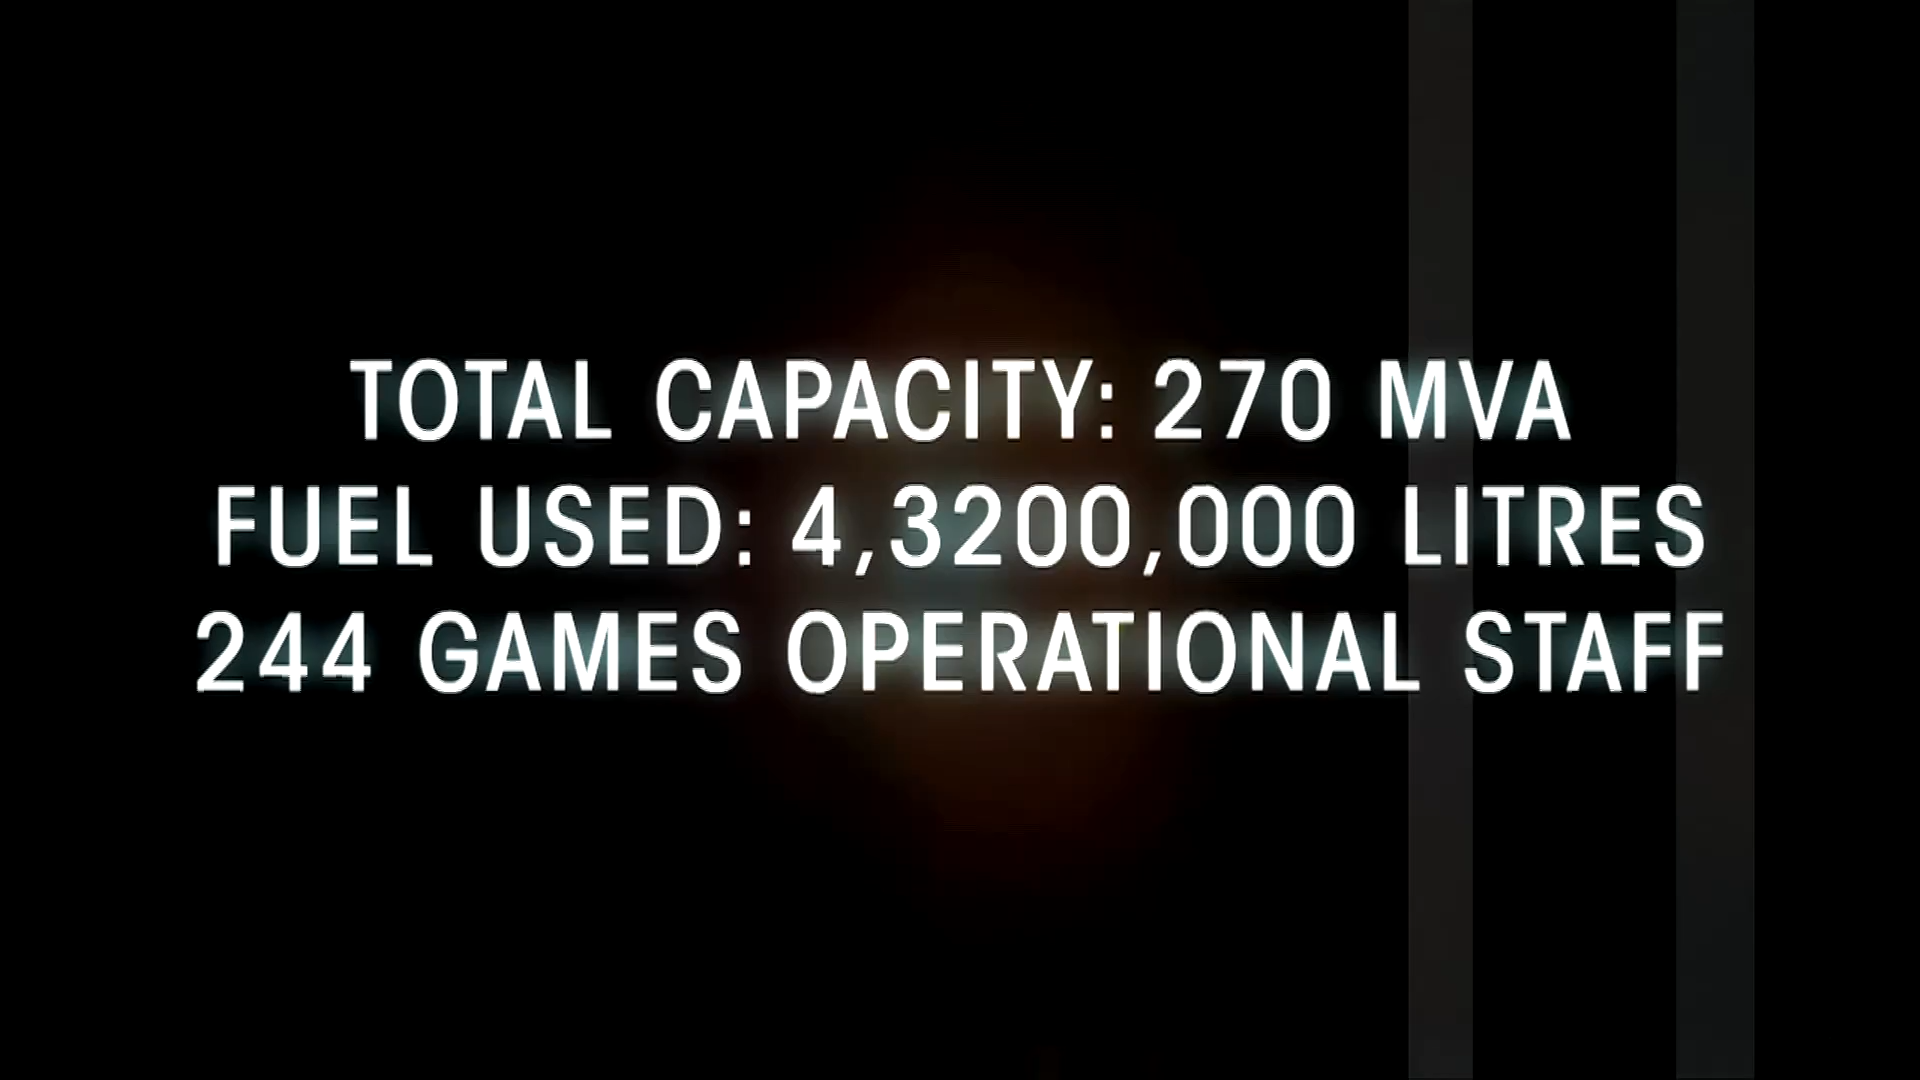 TOTAL CAPACITY: 270 MVA
FUEL USED: 4,3200,000 LITRES
244 GAMES OPERATIONAL STAFF